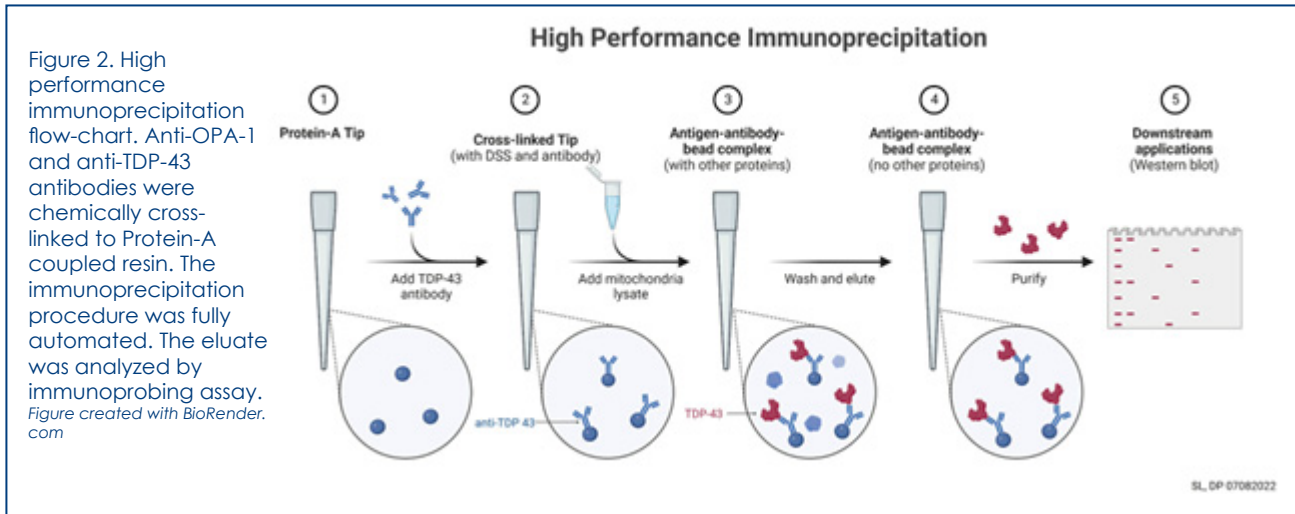 High Performance Immunoprecipitation
Figure 2. High
performance
immunoprecipitation
flow-chart. Anti-OPA-1
and anti-TDP-43
antibodies were
chemically cross-
linked to Protein-A
coupled resin. The
immunoprecipitation
procedure was fully
automated. The eluate
was analyzed by
immunoprobing assay.
Figure created with BioRender.
com
1
Protein-A Tip
Add TDP-43
antibody
2
Cross-linked Tip
(with DSS and antibody)
Add mitochondria
lysate
3
Antigen-antibody-
bead complex
(with other proteins)
Wash and elute
4
Antigen-antibody-
bead complex
(no other proteins)
Purify
5
Downstream
applications
(Western blot)
anti-TDP 43
TDP-43
SL, DP 07082022